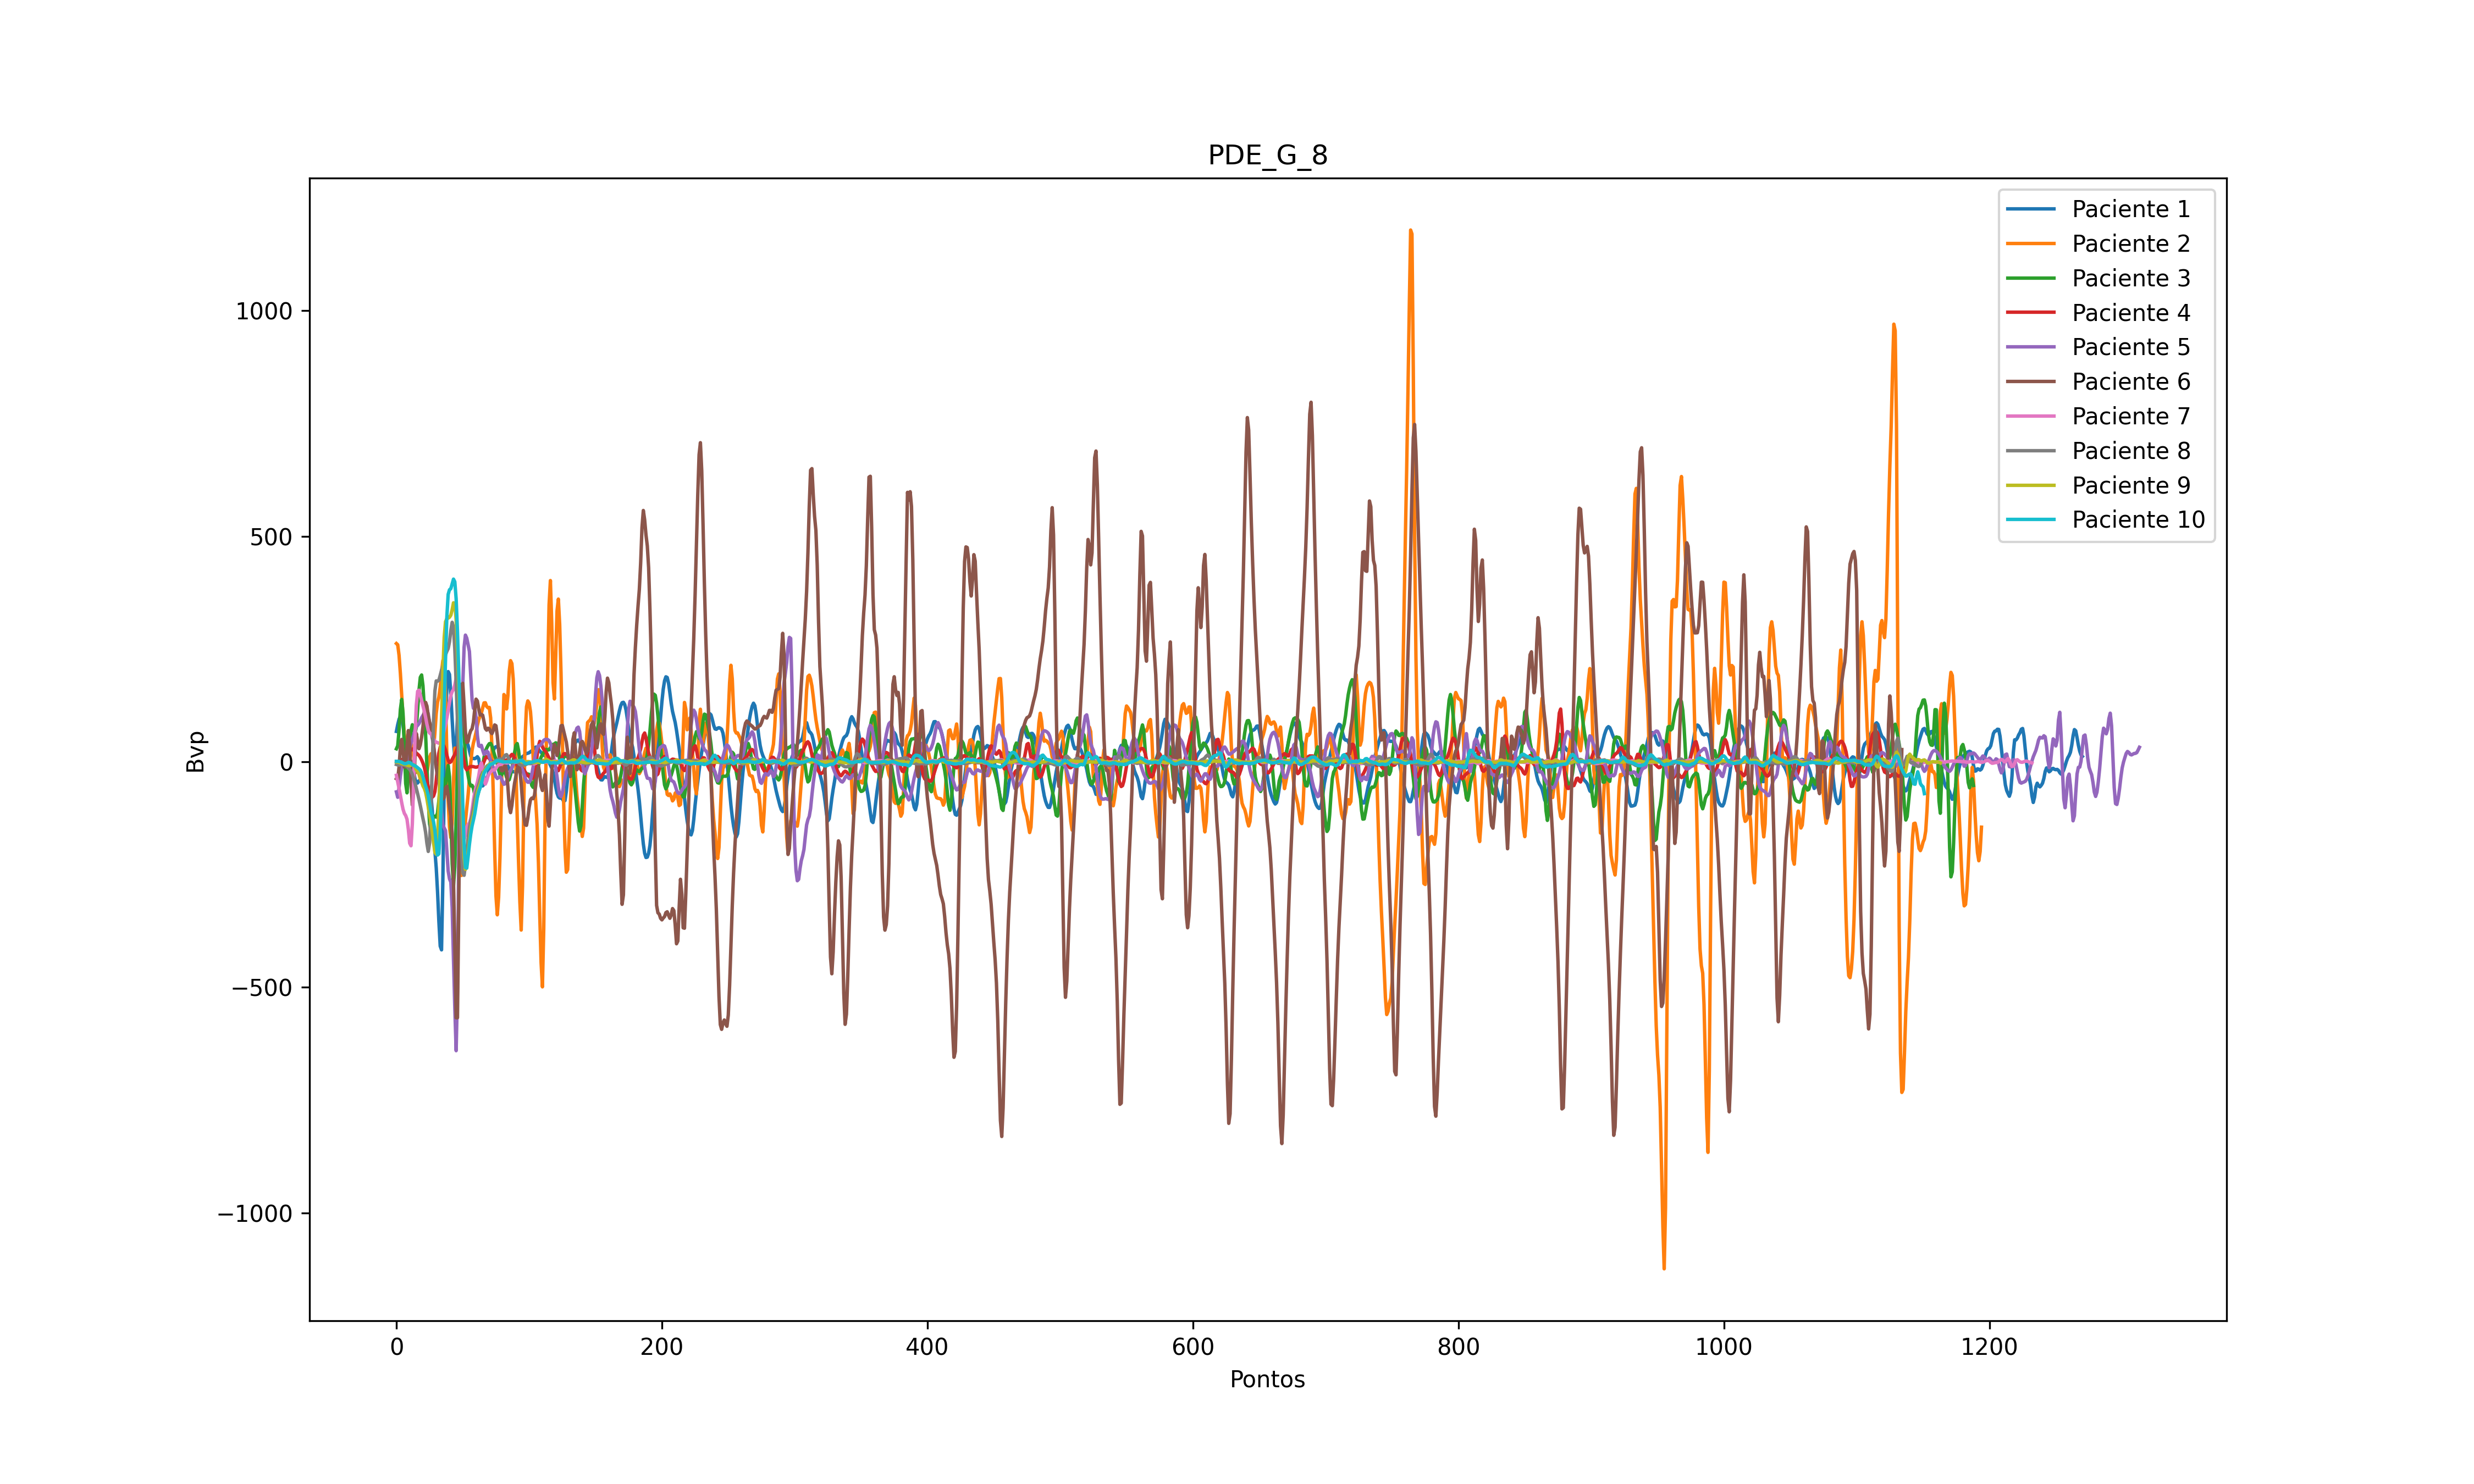 PDE_G_8
Paciente 1
Paciente 2
Paciente 3
Paciente 4
Paciente 5
Paciente 6
Paciente 7
Paciente 8
Paciente 9
Paciente 10
1000
500
0
−500
−1000
Bvp
0 200 400 600 800 1000 1200
Pontos